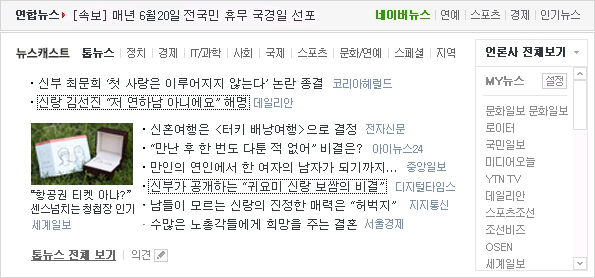 연합뉴스 [속보] 매년 6월20일 전국민 휴무 국경일 선포 네이버뉴스 | 연예 | 스포츠 | 경제 | 인기뉴스
뉴스캐스트 톱뉴스 | 정치 | 경제 | IT/과학 | 사회 | 국제 | 스포츠 | 문화/연예 | 스페셜 | 지역
· 신부 최문희 '첫 사랑은 이루어지지 않는다' 논란 종결 코리아헤럴드
· 신랑 김선진 "저 연하남 아니에요" 해명 데일리안
"항공권 티켓 아냐?"
센스넘치는 청첩장 인기
세계일보
· 신혼여행은 <터키 배낭여행>으로 결정 전자신문
· "만난 후 한 번도 다툰 적 없어" 비결은? 아이뉴스24
· 만인의 연인에서 한 여자의 남자가 되기까지... 중앙일보
· 신부가 공개하는 "귀요미 신랑 보쌈의 비결" 디지털타임스
· 남들이 모르는 신랑의 진정한 매력은 "허벅지" 지지통신
· 수많은 노총각들에게 희망을 주는 결혼 서울경제
톱뉴스 전체 보기 | 의견
언론사 전체보기
MY뉴스 설정
문화일보 문화일보
로이터
국민일보
미디어오늘
YTN TV
데일리안
스포츠조선
조선비즈
OSEN
세계일보